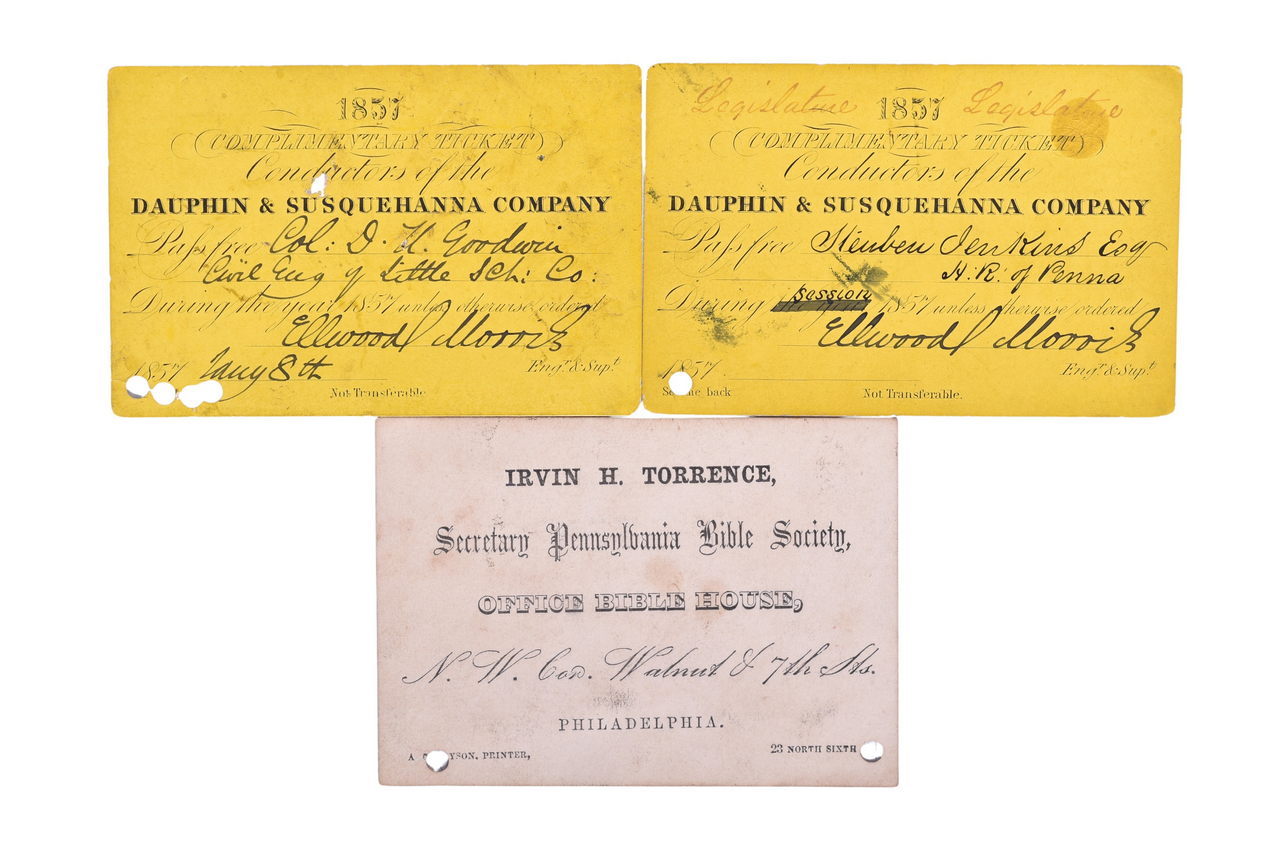 1857
COMPLIMENTARY TICKET
Conductors of the
DAUPHIN & SUSQUEHANNA COMPANY
Pass free Col: D. H. Goodwin
Civil Eng of Little Sch: Co:
During the year 1857 unless otherwise ordered
Ellwood Morris
1857 Jany 8th Engr. & Supt.
Not Transferable
Legislature 1857 Legislature
COMPLIMENTARY TICKET
Conductors of the
DAUPHIN & SUSQUEHANNA COMPANY
Pass free Steuben Jenkins Esq
H. R. of Penna
During session 1857 unless otherwise ordered
Ellwood Morris
1857. Engr. & Supt.
back Not Transferable.
IRVIN H. TORRENCE,
Secretary Pennsylvania Bible Society,
OFFICE BIBLE HOUSE,
N. W. Cor. Walnut & 7th Sts.
PHILADELPHIA.
A YSON, PRINTER, 23 NORTH SIXTH